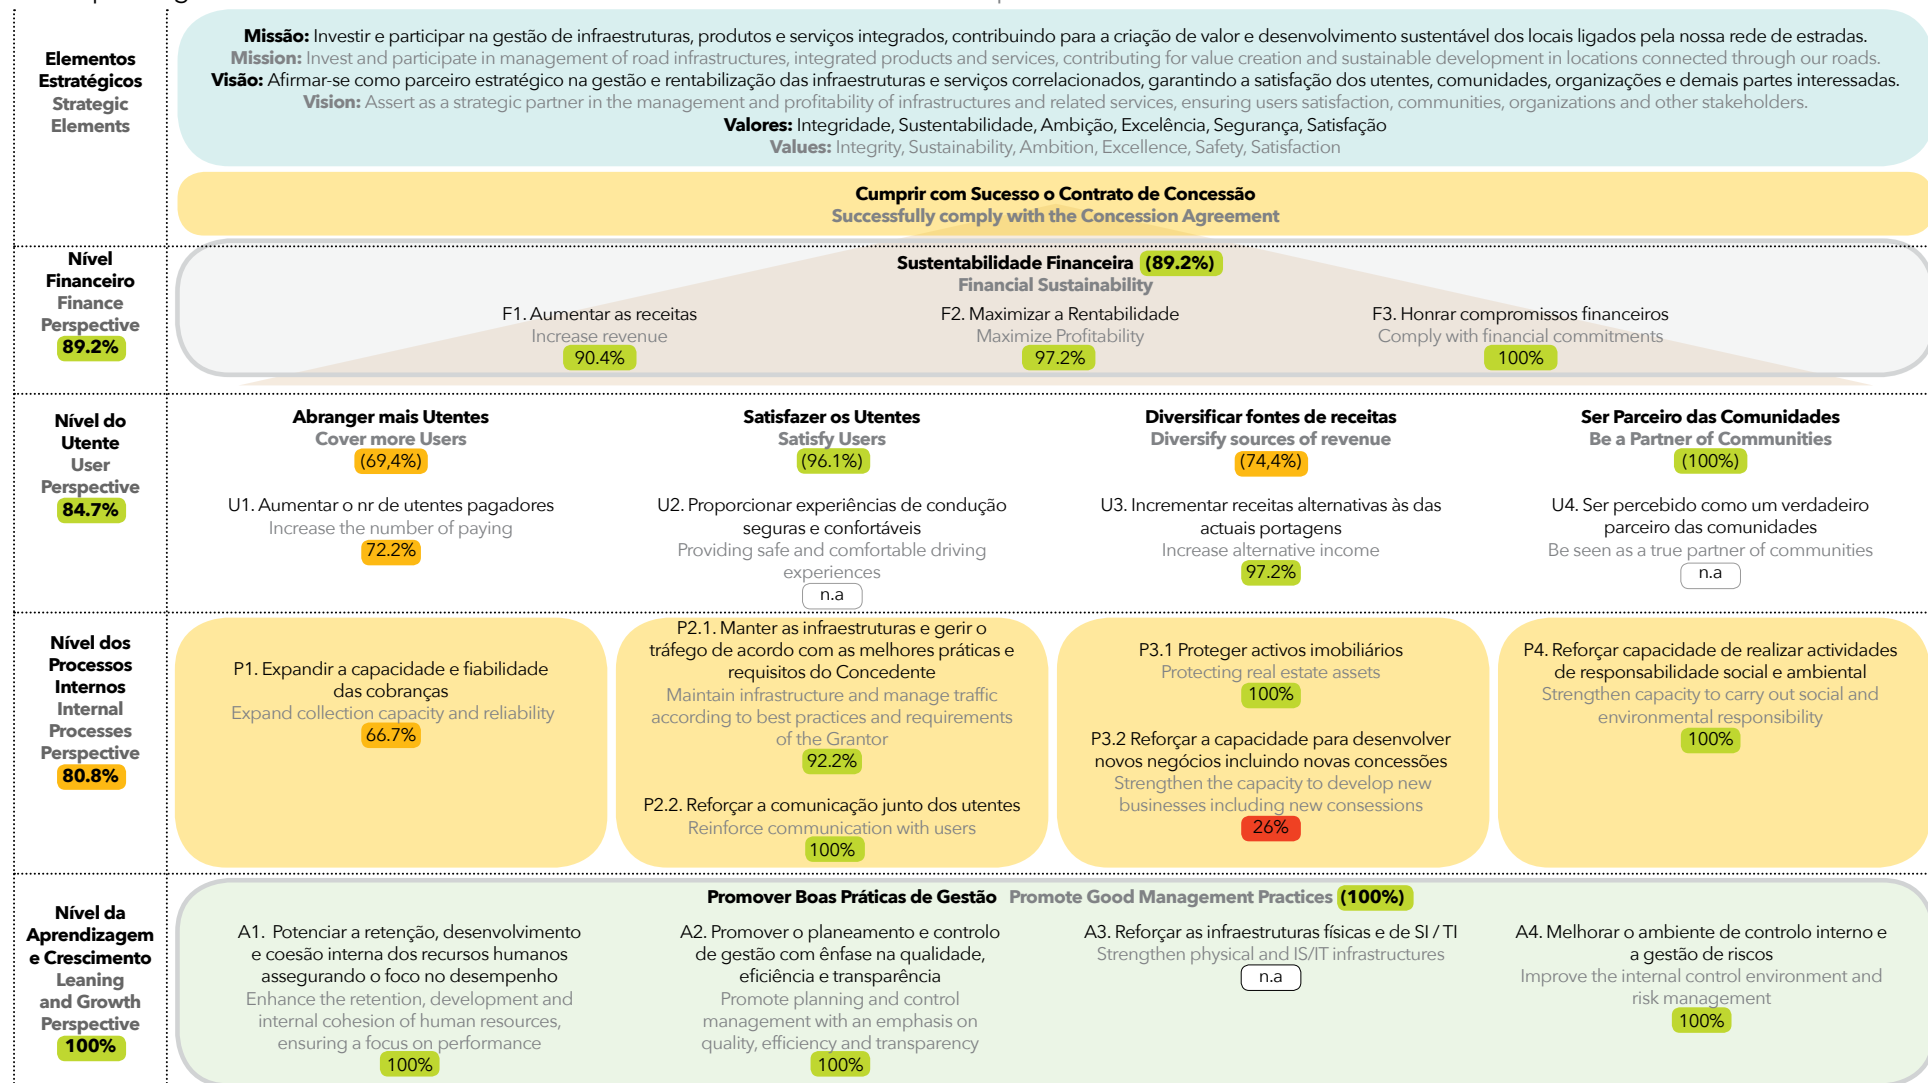 Elementos
Estratégicos
Strategic
Elements
Missão: Investir e participar na gestão de infraestruturas, produtos e serviços integrados, contribuindo para a criação de valor e desenvolvimento sustentável dos locais ligados pela nossa rede de estradas.
Mission: Invest and participate in management of road infrastructures, integrated products and services, contributing for value creation and sustainable development in locations connected through our roads.
Visão: Afirmar-se como parceiro estratégico na gestão e rentabilização das infraestruturas e serviços correlacionados, garantindo a satisfação dos utentes, comunidades, organizações e demais partes interessadas.
Vision: Assert as a strategic partner in the management and profitability of infrastructures and related services, ensuring users satisfaction, communities, organizations and other stakeholders.
Valores: Integridade, Sustentabilidade, Ambição, Excelência, Segurança, Satisfação
Values: Integrity, Sustainability, Ambition, Excellence, Safety, Satisfaction
Cumprir com Sucesso o Contrato de Concessão
Successfully comply with the Concession Agreement
Nível
Financeiro
Finance
Perspective
89.2%
Sustentabilidade Financeira (89.2%)
Financial Sustainability
F1. Aumentar as receitas
Increase revenue
90.4%
F2. Maximizar a Rentabilidade
Maximize Profitability
97.2%
F3. Honrar compromissos financeiros
Comply with financial commitments
100%
Nível do
Utente
User
Perspective
84.7%
Abranger mais Utentes
Cover more Users
(69,4%)
U1. Aumentar o nr de utentes pagadores
Increase the number of paying
72.2%
Satisfazer os Utentes
Satisfy Users
(96.1%)
U2. Proporcionar experiências de condução
seguras e confortáveis
Providing safe and comfortable driving
experiences
n.a
Diversificar fontes de receitas
Diversify sources of revenue
(74,4%)
U3. Incrementar receitas alternativas às das
actuais portagens
Increase alternative income
97.2%
Ser Parceiro das Comunidades
Be a Partner of Communities
(100%)
U4. Ser percebido como um verdadeiro
parceiro das comunidades
Be seen as a true partner of communities
n.a
Nível dos
Processos
Internos
Internal
Processes
Perspective
80.8%
P1. Expandir a capacidade e fiabilidade
das cobranças
Expand collection capacity and reliability
66.7%
P2.1. Manter as infraestruturas e gerir o
tráfego de acordo com as melhores práticas e
requisitos do Concedente
Maintain infrastructure and manage traffic
according to best practices and requirements
of the Grantor
92.2%
P2.2. Reforçar a comunicação junto dos utentes
Reinforce communication with users
100%
P3.1 Proteger activos imobiliários
Protecting real estate assets
100%
P3.2 Reforçar a capacidade para desenvolver
novos negócios incluindo novas concessões
Strengthen the capacity to develop new
businesses including new consessions
26%
P4. Reforçar capacidade de realizar actividades
de responsabilidade social e ambiental
Strengthen capacity to carry out social and
environmental responsibility
100%
Nível da
Aprendizagem
e Crescimento
Leaning
and Growth
Perspective
100%
Promover Boas Práticas de Gestão Promote Good Management Practices (100%)
A1. Potenciar a retenção, desenvolvimento
e coesão interna dos recursos humanos
assegurando o foco no desempenho
Enhance the retention, development and
internal cohesion of human resources,
ensuring a focus on performance
100%
A2. Promover o planeamento e controlo
de gestão com ênfase na qualidade,
eficiência e transparência
Promote planning and control
management with an emphasis on
quality, efficiency and transparency
100%
A3. Reforçar as infraestruturas físicas e de SI / TI
Strengthen physical and IS/IT infrastructures
n.a
A4. Melhorar o ambiente de controlo interno e
a gestão de riscos
Improve the internal control environment and
risk management
100%